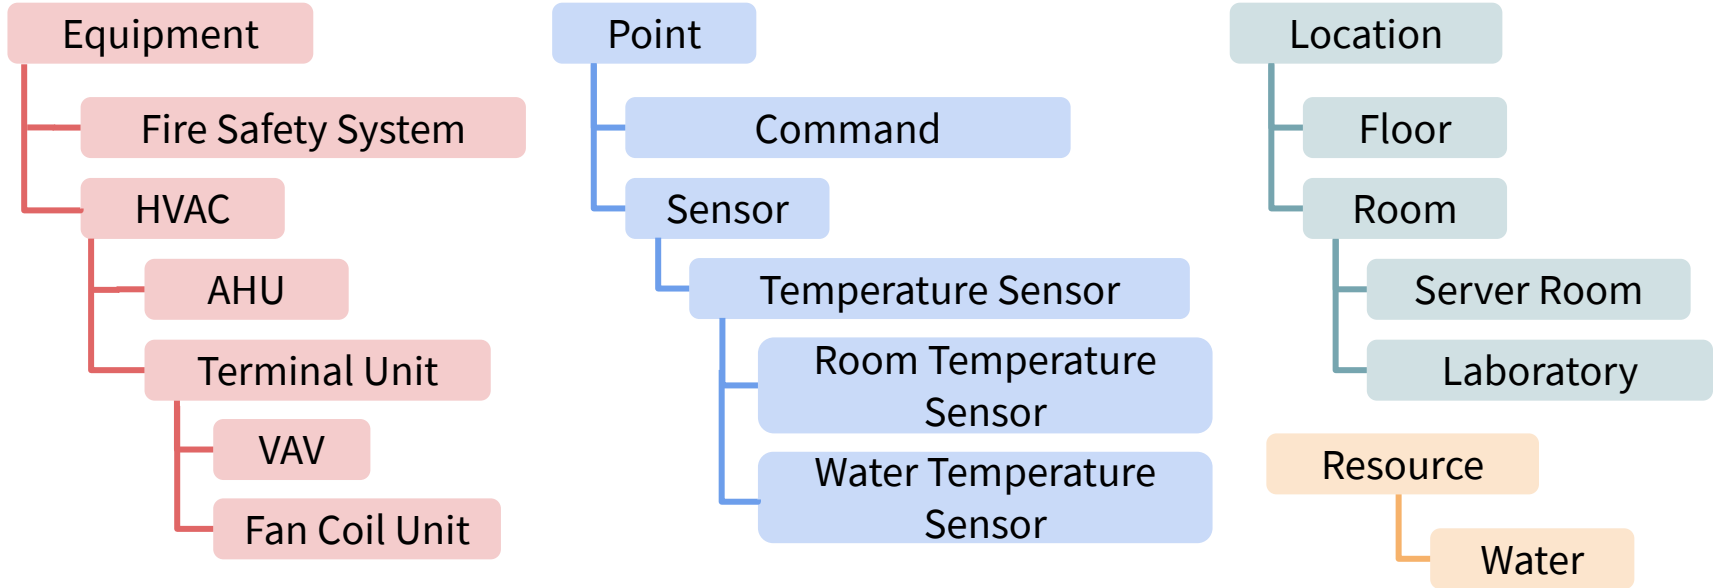 Equipment
Fire Safety System
HVAC
AHU
Terminal Unit
VAV
Fan Coil Unit
Point
Command
Sensor
Temperature Sensor
Room Temperature
Sensor
Water Temperature
Sensor
Location
Floor
Room
Server Room
Laboratory
Resource
Water